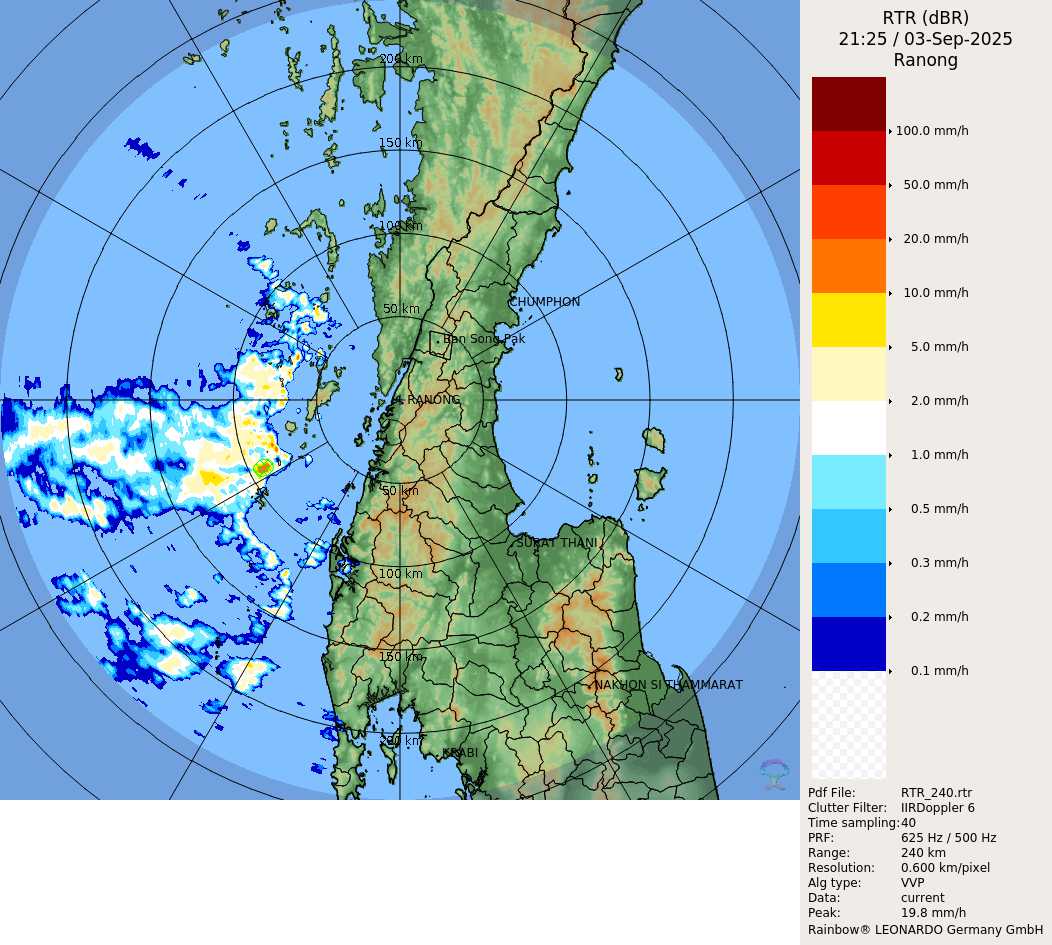 RTR (dBR)
21:25 / 03-Sep-2025
Ranong
200 km
150 km
100 km
50 km
CHUMPHON
Ban Song Pak
RANONG
50 km
SURAT THANI
100 km
150 km
NAKHON SI THAMMARAT
200 km
KRABI
100.0 mm/h
50.0 mm/h
20.0 mm/h
10.0 mm/h
5.0 mm/h
2.0 mm/h
1.0 mm/h
0.5 mm/h
0.3 mm/h
0.2 mm/h
0.1 mm/h
Pdf File: RTR_240.rtr
Clutter Filter: IIRDoppler 6
Time sampling:40
PRF: 625 Hz / 500 Hz
Range: 240 km
Resolution: 0.600 km/pixel
Alg type: VVP
Data: current
Peak: 19.8 mm/h
Rainbow® LEONARDO Germany GmbH